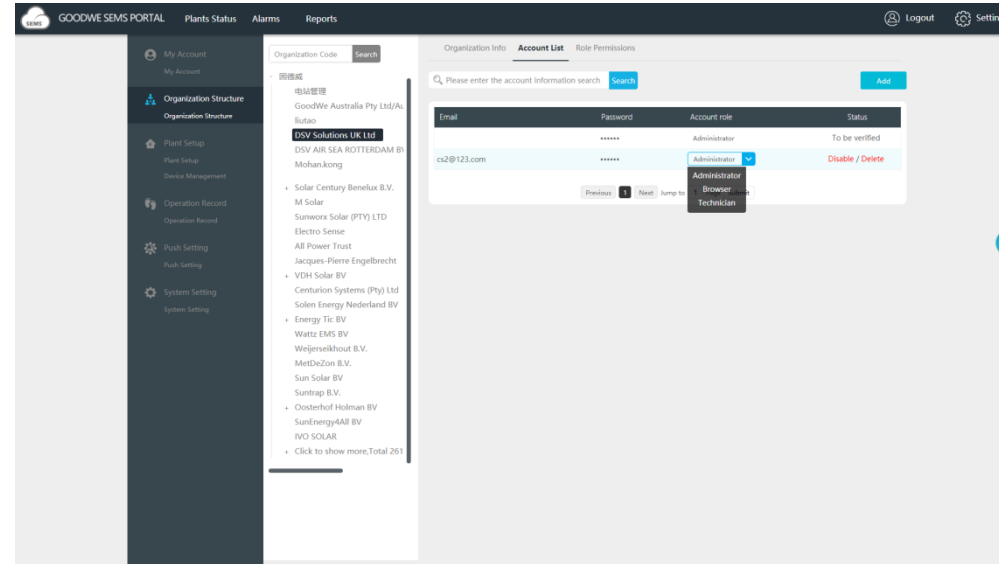 SEMS GOODWE SEMS PORTAL Plants Status Alarms Reports Logout Settin
My Account
My Account
Organization Structure
Organization Structure
Plant Setup
Plant Setup
Device Management
Operation Record
Operation Record
Push Setting
Push Setting
System Setting
System Setting
Organization Code Search
- 固德威
电站管理
GoodWe Australia Pty Ltd/Au
liutao
DSV Solutions UK Ltd
DSV AIR SEA ROTTERDAM B
Mohan.kong
+ Solar Century Benelux B.V.
M Solar
Sunworx Solar (PTY) LTD
Electro Sense
All Power Trust
Jacques-Pierre Engelbrecht
+ VDH Solar BV
Centurion Systems (Pty) Ltd
Solen Energy Nederland BV
+ Energy Tic BV
Wattz EMS BV
Weijerseikhout B.V.
MetDeZon B.V.
Sun Solar BV
Suntrap B.V.
+ Oosterhof Holman BV
SunEnergy4All BV
IVO SOLAR
+ Click to show more,Total 261
Organization Info Account List Role Permissions
Please enter the account information search Search Add
Email Password Account role Status
•••••• Administrator To be verified
cs2@123.com •••••• Administrator Disable / Delete
Administrator
Browser
Technician
Previous 1 Next Jump to